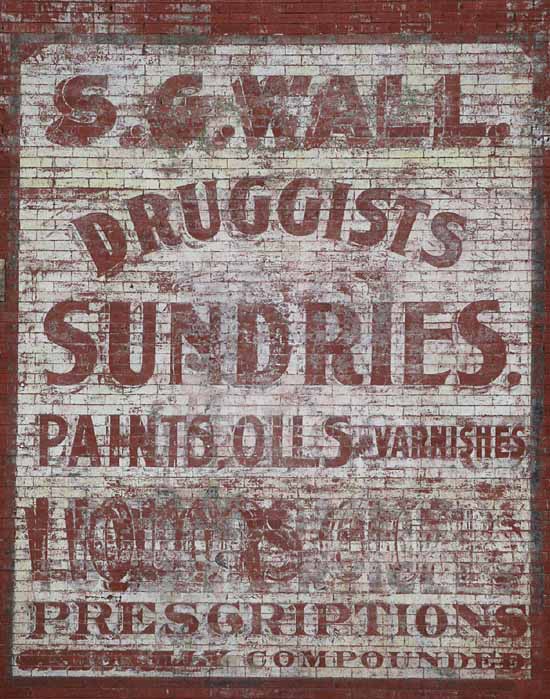 S.G. WALL.
DRUGGISTS
SUNDRIES.
PAINTS, OILS & VARNISHES
PRESCRIPTIONS
COMPOUNDED